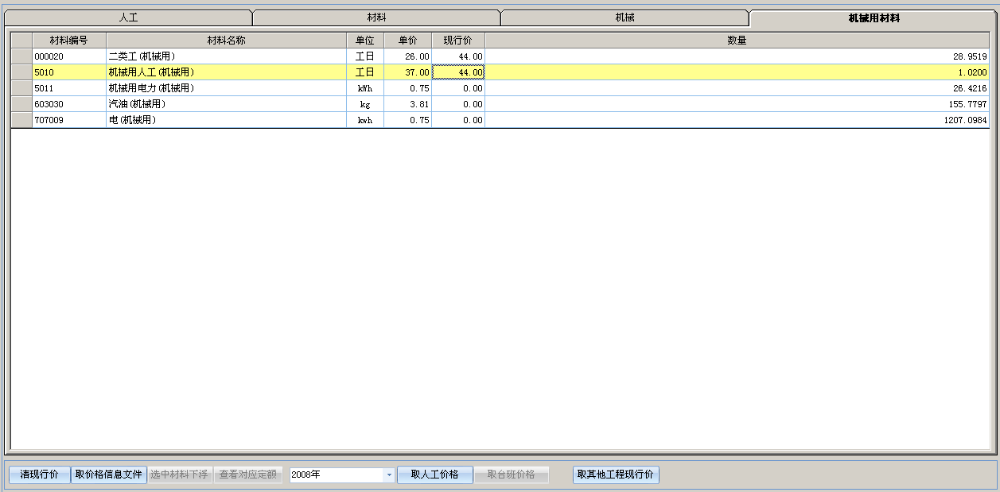 人工 材料 机械 机械用材料
材料编号 材料名称 单位 单价 现行价 数量
000020 二类工(机械用) 工日 26.00 44.00 28.9519
5010 机械用人工(机械用) 工日 37.00 44.00 1.0200
5011 机械用电力(机械用) kWh 0.75 0.00 26.4216
603030 汽油(机械用) kg 3.81 0.00 155.7797
707009 电(机械用) kwh 0.75 0.00 1207.0984
清现行价 取价格信息文件 选中材料下浮 查看对应定额 2008年 取人工价格 取台班价格 取其他工程现行价